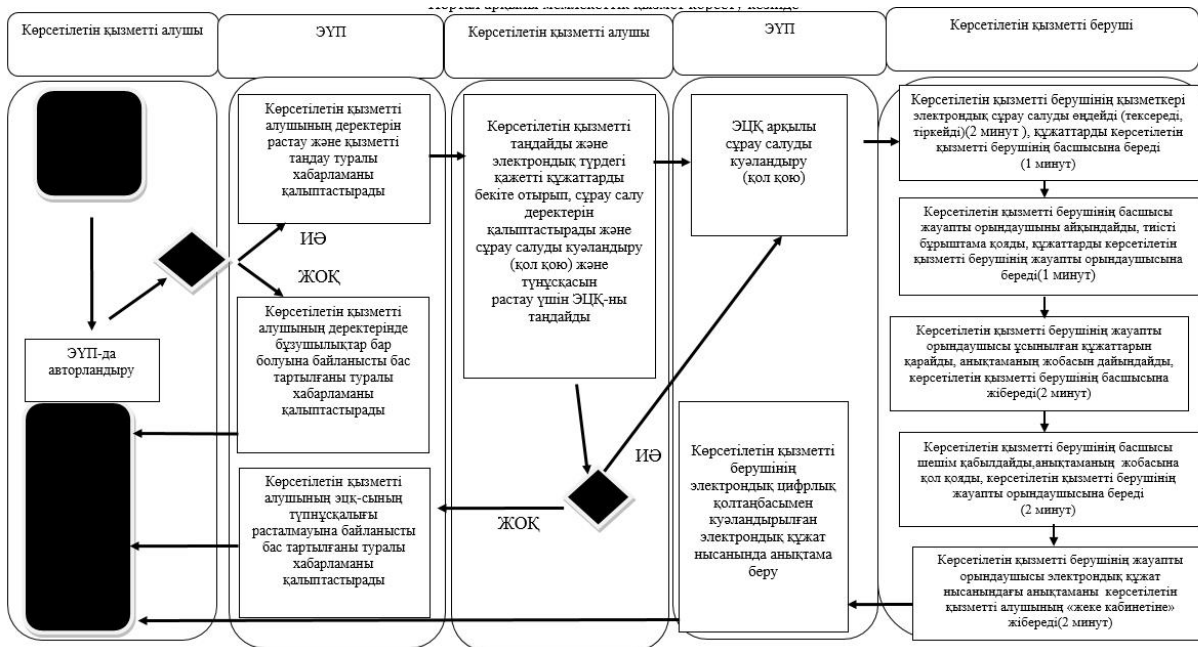 Портал арқылы мемлекеттік қызмет көрсету кезінде
Көрсетілетін қызметті алушы
ЭҮП
Көрсетілетін қызметті алушы
ЭҮП
Көрсетілетін қызметті беруші
ЭҮП-да
авторландыру
Көрсетілетін қызметті
алушының деректерін
растау және қызметті
таңдау туралы
хабарламаны
қалыптастырады
ИӘ
ЖОҚ
Көрсетілетін қызметті
алушының деректерінде
бұзушылықтар бар
болуына байланысты бас
тартылғаны туралы
хабарламаны
қалыптастырады
Көрсетілетін қызметті
алушының эцқ-сының
түпнұсқалығы
расталмауына байланысты
бас тартылғаны туралы
хабарламаны
қалыптастырады
Көрсетілетін қызметті
таңдайды және
электрондық түрдегі
қажетті құжаттарды
бекіте отырып, сұрау салу
деректерін
қалыптастырады және
сұрау салуды куәландыру
(қол қою) және
түнұсқасын
растау үшін ЭЦҚ-ны
таңдайды
ИӘ
ЖОҚ
ЭЦҚ арқылы
сұрау салуды
куәландыру
(қол қою)
Көрсетілетін қызметті
берушінің
электрондық цифрлық
қолтаңбасымен
куәландырылған
электрондық құжат
нысанында анықтама
беру
Көрсетілетін қызметті берушінің қызметкері
электрондық сұрау салуды өңдейді (тексереді,
тіркейді)(2 минут ), құжаттарды көрсетілетін
қызметті берушінің басшысына береді
(1 минут)
Көрсетілетін қызметті берушінің басшысы
жауапты орындаушыны айқындайды, тиісті
бұрыштама қояды, құжаттарды көрсетілетін
қызметті берушінің жауапты орындаушысына
береді(1 минут)
Көрсетілетін қызметті берушінің жауапты
орындаушысы ұсынылған құжаттарын
қарайды, анықтаманың жобасын дайындайды,
көрсетілетін қызметті берушінің басшысына
жібереді(2 минут)
Көрсетілетін қызметті берушінің басшысы
шешім қабылдайды,анықтаманың жобасына
қол қояды, көрсетілетін қызметті берушінің
жауапты орындаушысына береді
(2 минут)
Көрсетілетін қызметті берушінің жауапты
орындаушысы электрондық құжат
нысанындағы анықтаманы көрсетілетін
қызметті алушының «жеке кабинетіне»
жібереді(2 минут)